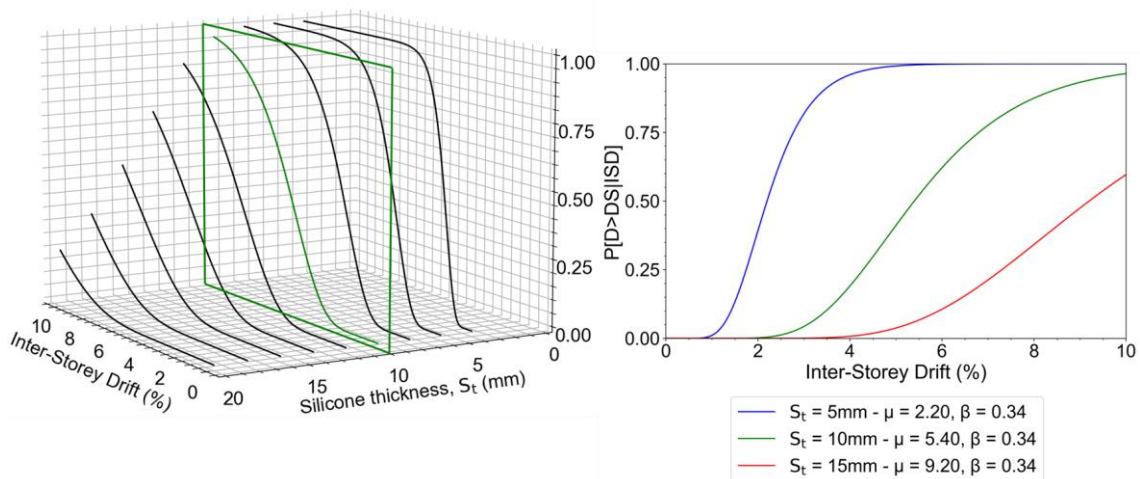 1.00
0.75
0.50
0.25
0.00
10
8
6
4
2
0
Inter-Storey Drift (%)
20
15
10
5
0
Silicone thickness, Sₜ (mm)
1.00
0.75
0.50
0.25
0.00
P[D>DS|ISD]
0 2 4 6 8 10
Inter-Storey Drift (%)
Sₜ = 5mm - μ = 2.20, β = 0.34
Sₜ = 10mm - μ = 5.40, β = 0.34
Sₜ = 15mm - μ = 9.20, β = 0.34